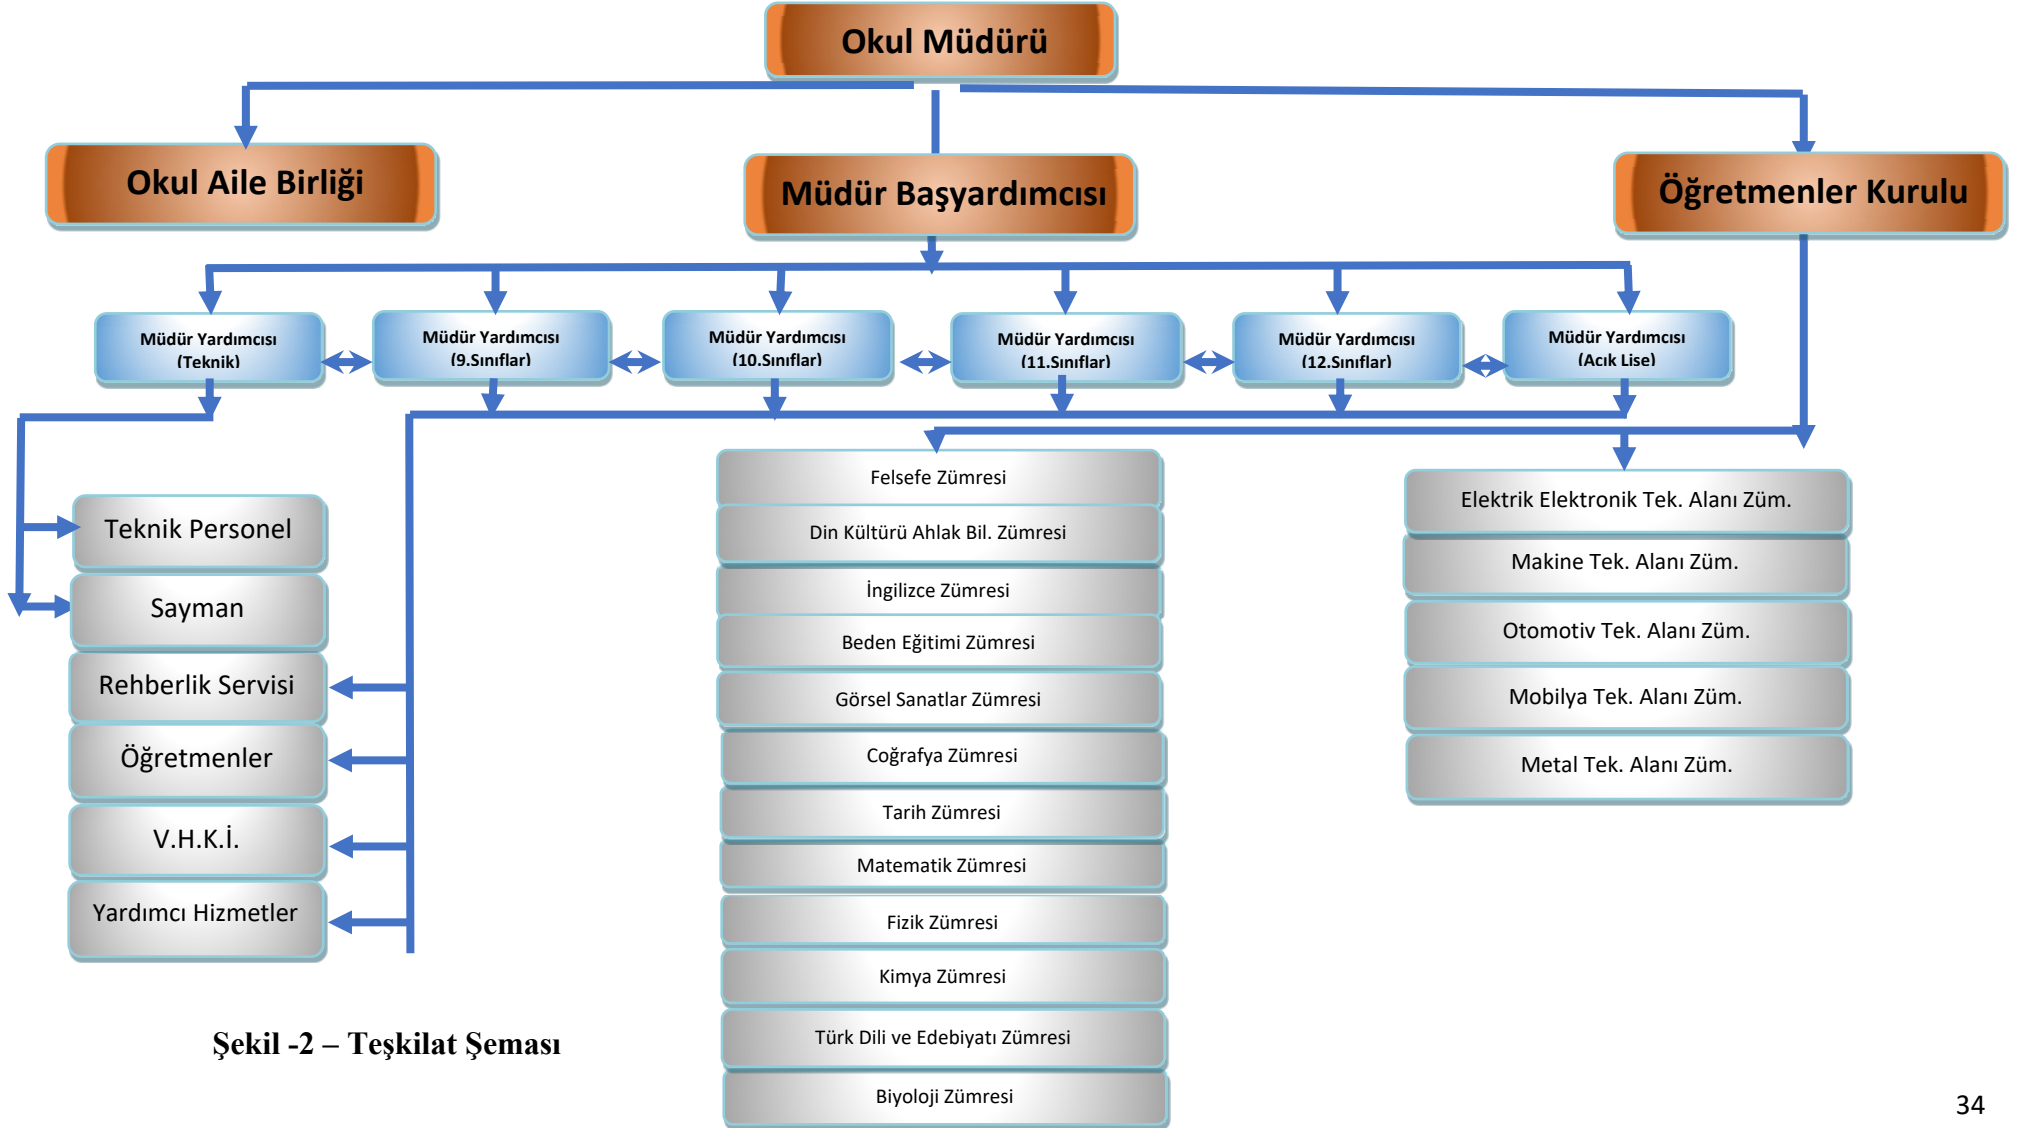 Okul Müdürü
Okul Aile Birliği
Müdür Başyardımcısı
Öğretmenler Kurulu
Müdür Yardımcısı
(Teknik)
Müdür Yardımcısı
(9.Sınıflar)
Müdür Yardımcısı
(10.Sınıflar)
Müdür Yardımcısı
(11.Sınıflar)
Müdür Yardımcısı
(12.Sınıflar)
Müdür Yardımcısı
(Açık Lise)
Teknik Personel
Sayman
Rehberlik Servisi
Öğretmenler
V.H.K.İ.
Yardımcı Hizmetler
Felsefe Zümresi
Din Kültürü Ahlak Bil. Zümresi
İngilizce Zümresi
Beden Eğitimi Zümresi
Görsel Sanatlar Zümresi
Coğrafya Zümresi
Tarih Zümresi
Matematik Zümresi
Fizik Zümresi
Kimya Zümresi
Türk Dili ve Edebiyatı Zümresi
Biyoloji Zümresi
Elektrik Elektronik Tek. Alanı Züm.
Makine Tek. Alanı Züm.
Otomotiv Tek. Alanı Züm.
Mobilya Tek. Alanı Züm.
Metal Tek. Alanı Züm.
Şekil -2 – Teşkilat Şeması
34